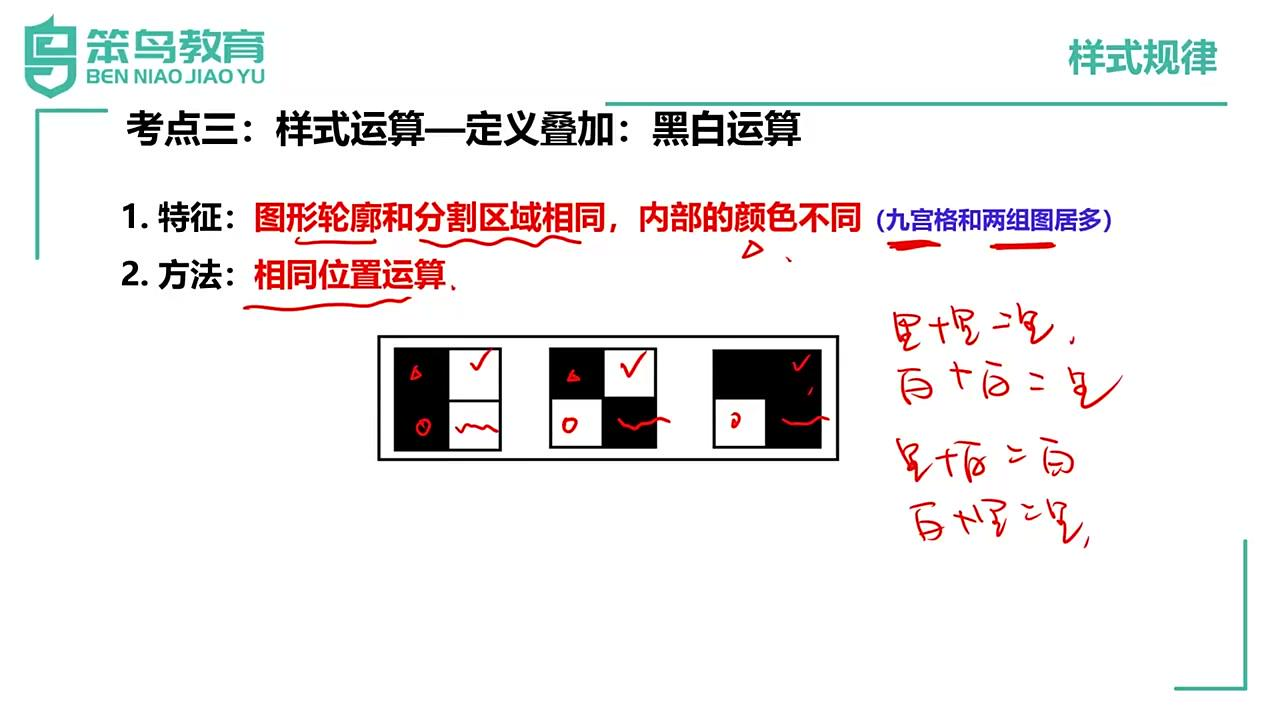 笨鸟教育
BEN NIAO JIAO YU
样式规律
考点三：样式运算—定义叠加：黑白运算
1. 特征：图形轮廓和分割区域相同，内部的颜色不同（九宫格和两组图居多）
2. 方法：相同位置运算
黑+黑=黑
白+白=黑
黑+白=白
白+黑=黑